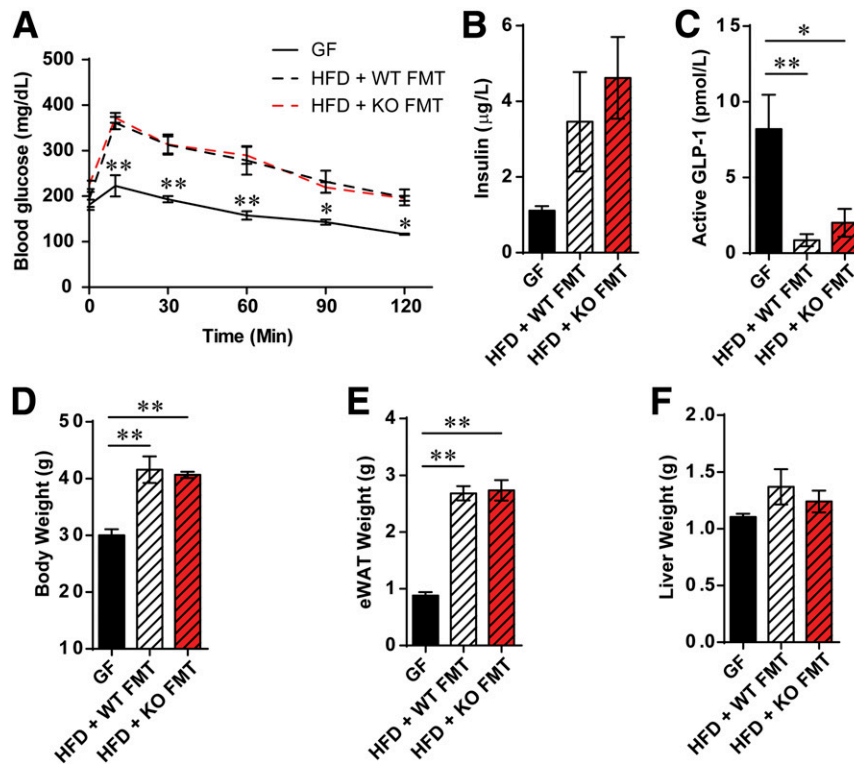 A
GF
HFD + WT FMT
HFD + KO FMT
Blood glucose (mg/dL)
500
400
300
200
100
0
**
**
**
*
*
0
30
60
90
120
Time (Min)
B
Insulin (μg/L)
6
4
2
0
GF
HFD + WT FMT
HFD + KO FMT
C
Active GLP-1 (pmol/L)
15
10
5
0
*
**
GF
HFD + WT FMT
HFD + KO FMT
D
Body Weight (g)
50
40
30
20
10
**
**
GF
HFD + WT FMT
HFD + KO FMT
E
eWAT Weight (g)
4
3
2
1
0
**
**
GF
HFD + WT FMT
HFD + KO FMT
F
Liver Weight (g)
2.0
1.5
1.0
0.5
0.0
GF
HFD + WT FMT
HFD + KO FMT